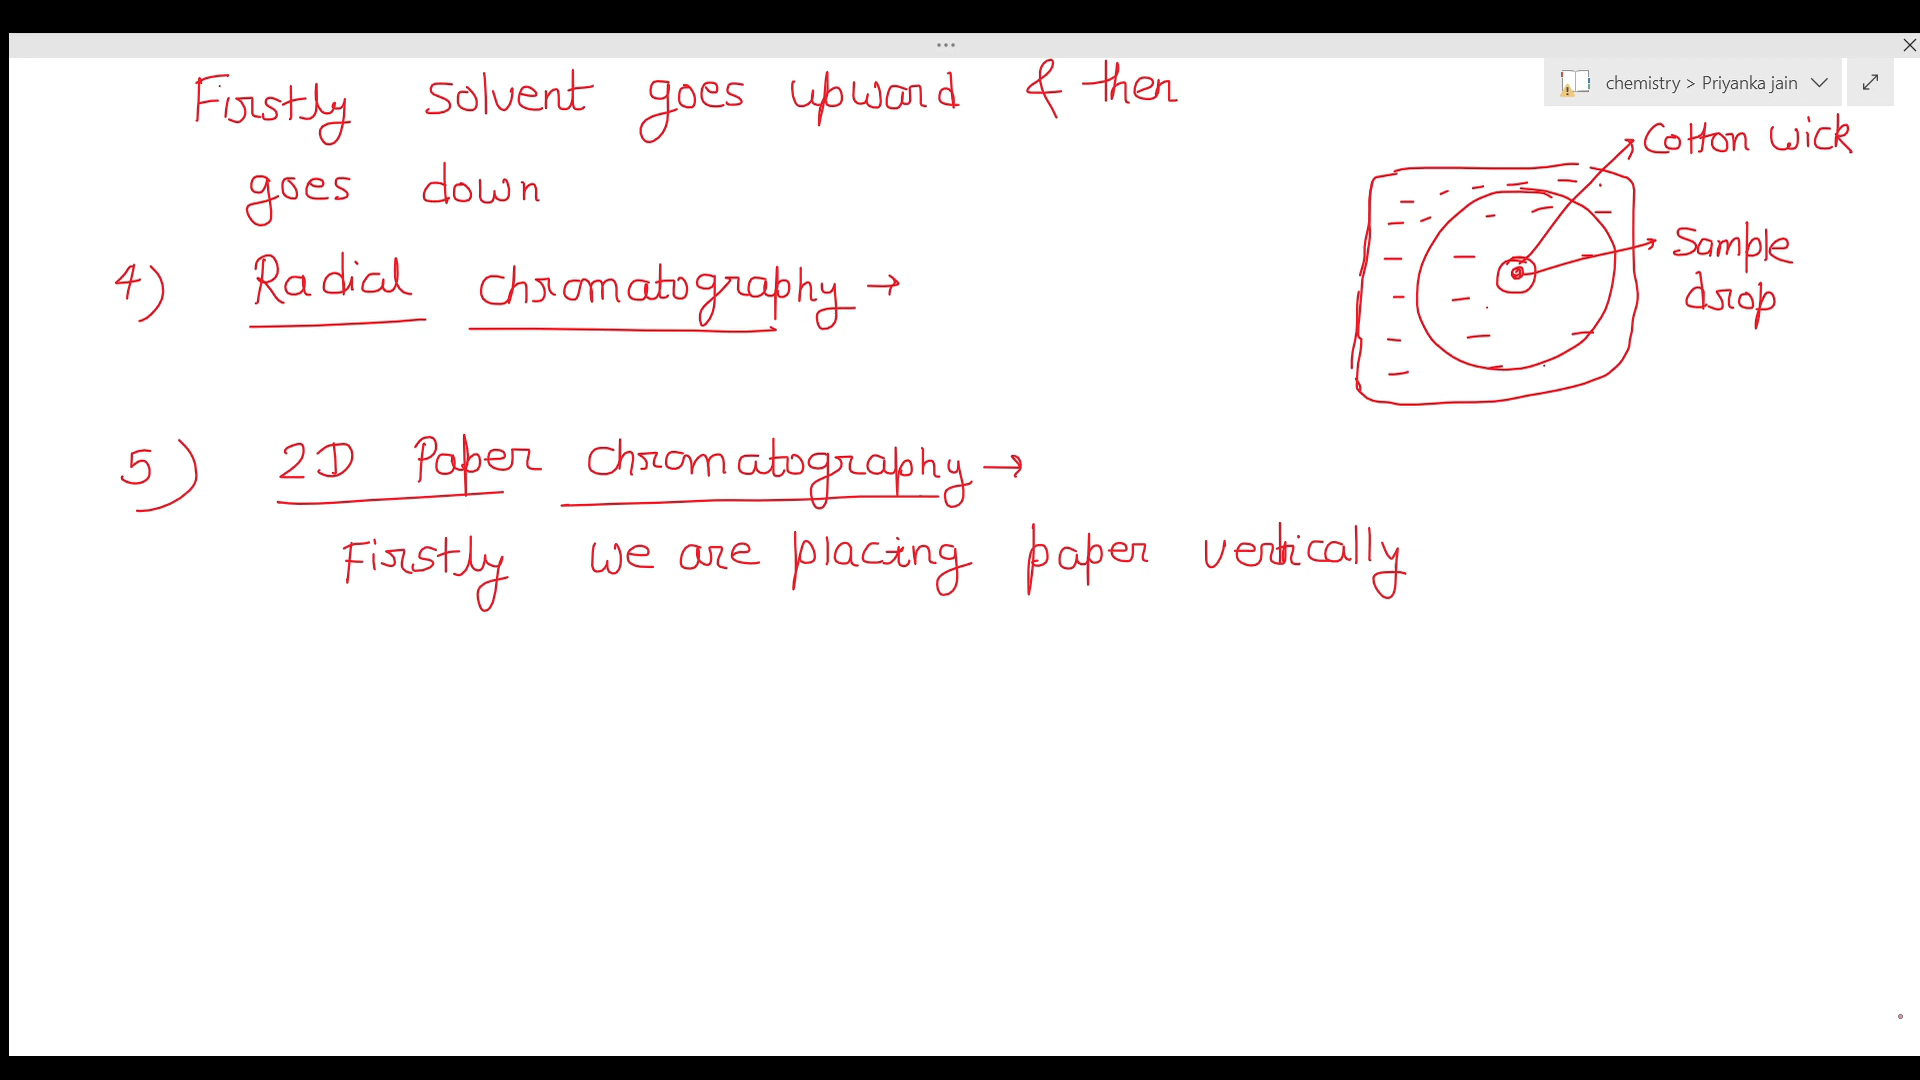 chemistry > Priyanka jain
Firstly solvent goes upward & then
goes down
Cotton wick
Sample
drop
4) Radial chromatography →
5) 2D Paper chromatography →
Firstly we are placing paper vertically